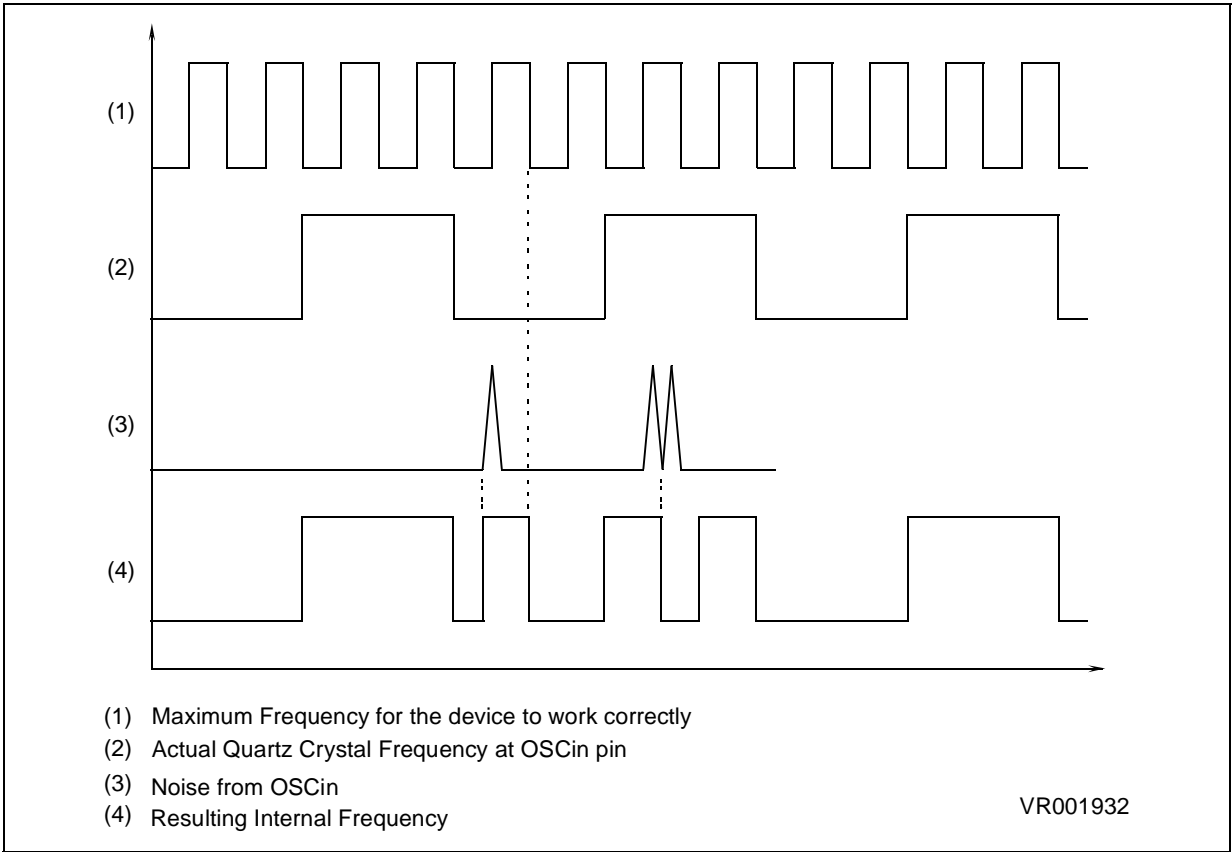 (1)
(2)
(3)
(4)
(1) Maximum Frequency for the device to work correctly
(2) Actual Quartz Crystal Frequency at OSCin pin
(3) Noise from OSCin
(4) Resulting Internal Frequency
VR001932